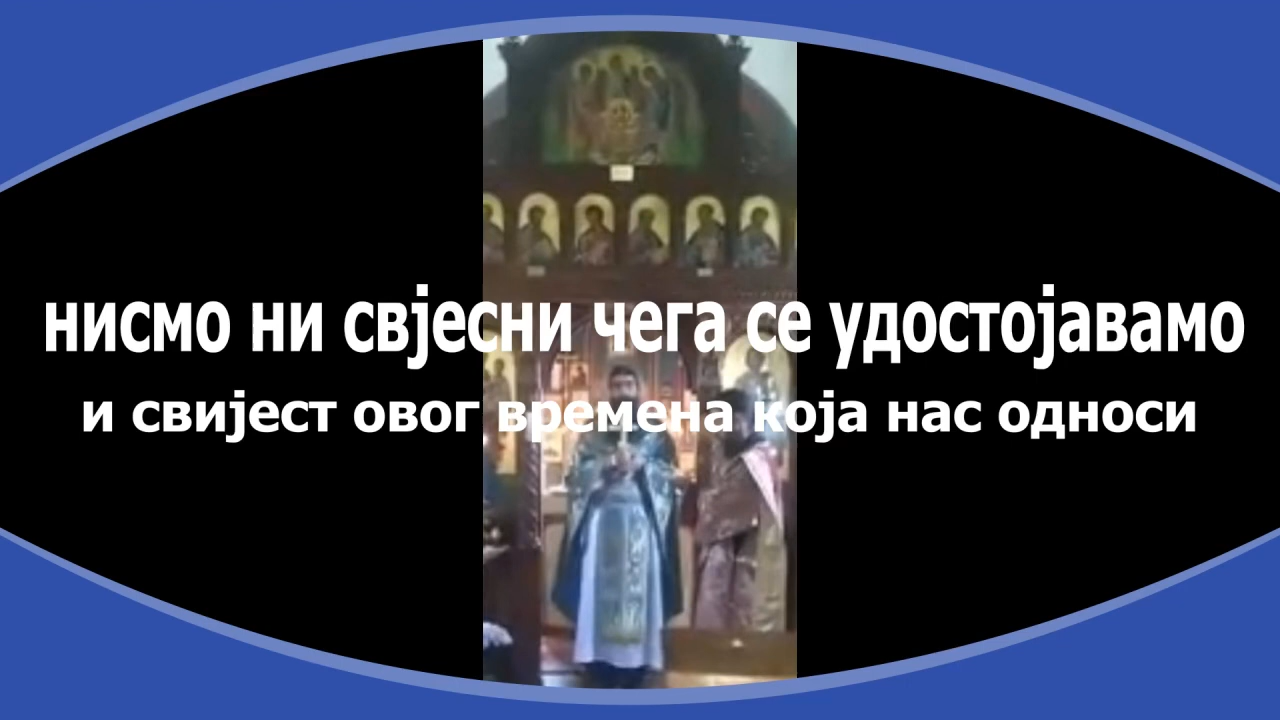 нисмо ни свјесни чега се удостојавамо
и свијест овог времена која нас односи